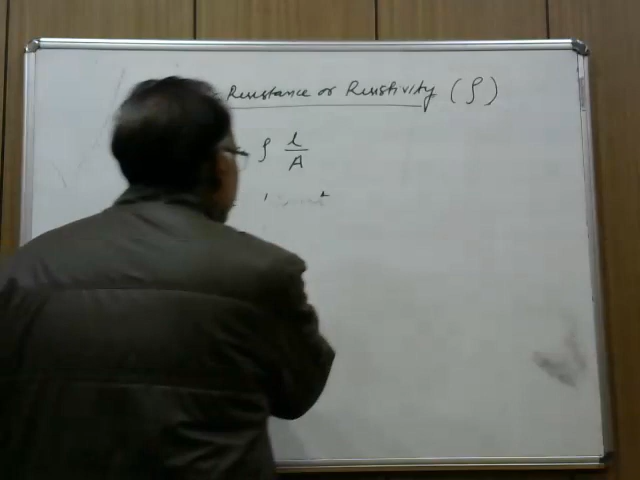 Resistance or Resistivity (ρ)
ρ l/A